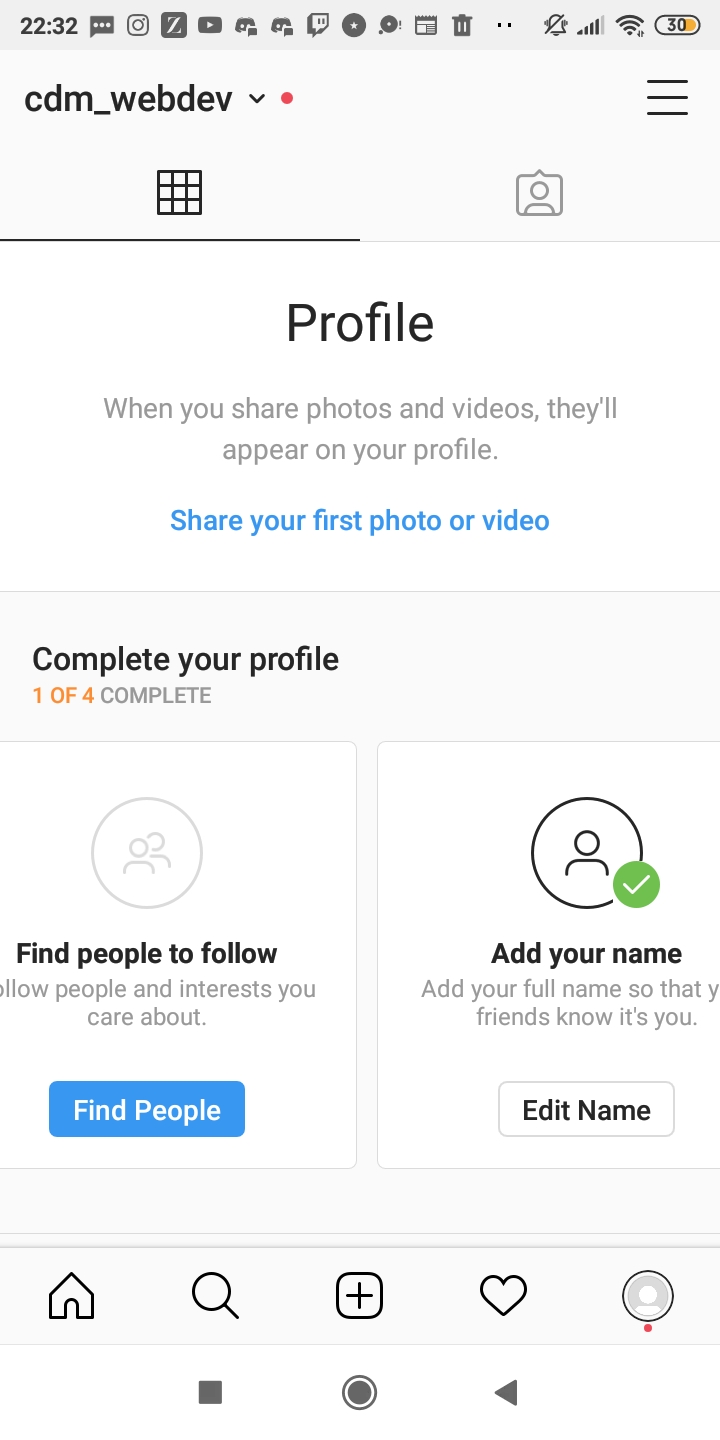 22:32
30
cdm_webdev
Profile
When you share photos and videos, they'll
appear on your profile.
Share your first photo or video
Complete your profile
1 OF 4 COMPLETE
Find people to follow
ollow people and interests you
care about.
Find People
Add your name
Add your full name so that y
friends know it's you.
Edit Name